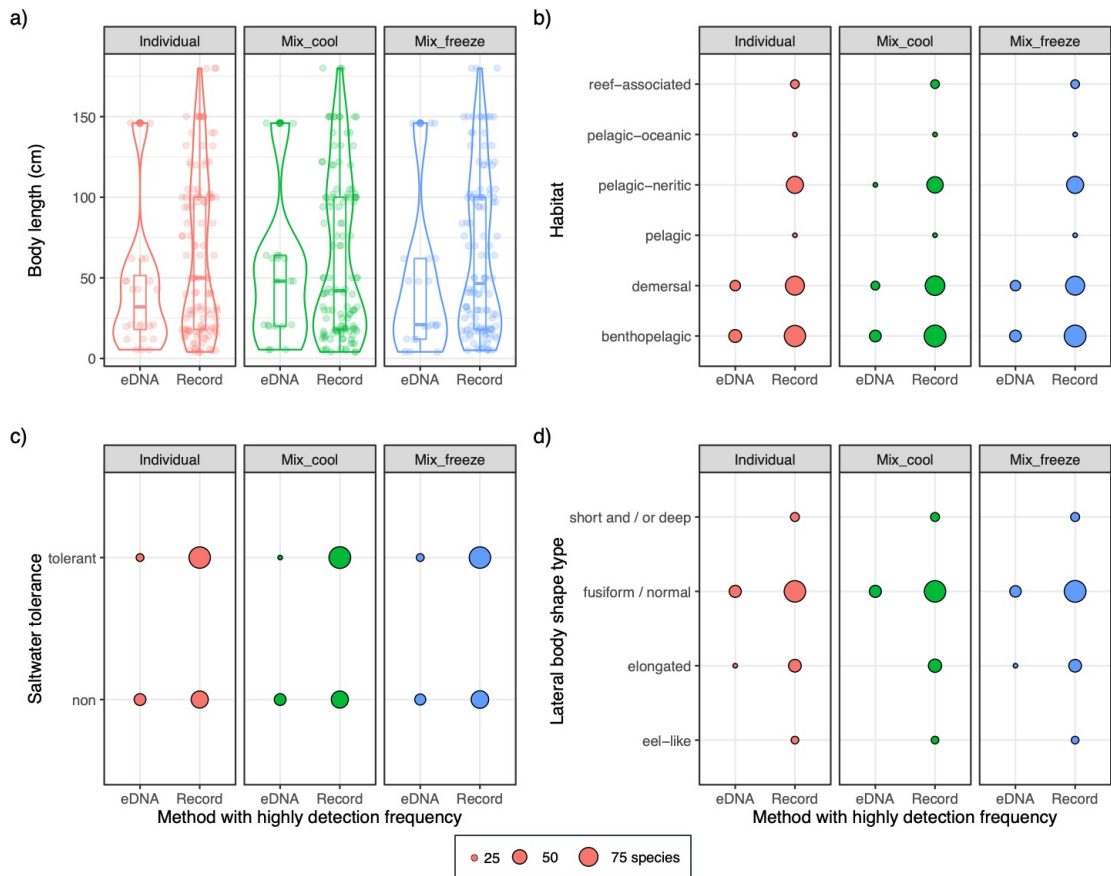 a)
Individual Mix_cool Mix_freeze
Body length (cm)
150
100
50
0
eDNA Record eDNA Record eDNA Record
b)
Individual Mix_cool Mix_freeze
Habitat
reef-associated
pelagic-oceanic
pelagic-neritic
pelagic
demersal
benthopelagic
eDNA Record eDNA Record eDNA Record
c)
Individual Mix_cool Mix_freeze
Saltwater tolerance
tolerant
non
eDNA Record eDNA Record eDNA Record
Method with highly detection frequency
d)
Individual Mix_cool Mix_freeze
Lateral body shape type
short and / or deep
fusiform / normal
elongated
eel-like
eDNA Record eDNA Record eDNA Record
Method with highly detection frequency
25 50 75 species